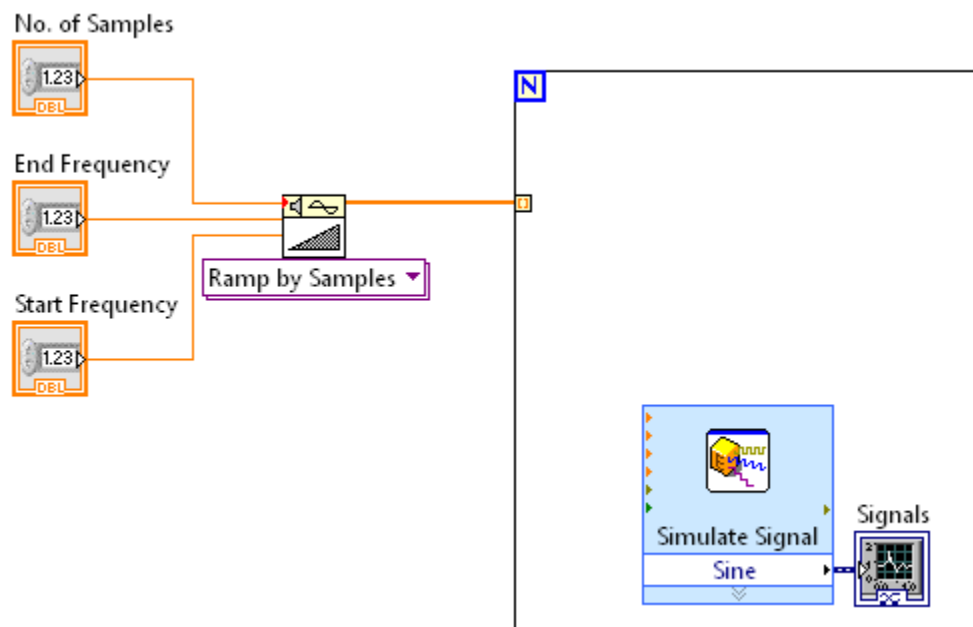 No. of Samples
1.23
DBL
N
End Frequency
1.23
DBL
Ramp by Samples
Start Frequency
1.23
DBL
Simulate Signal
Sine
Signals